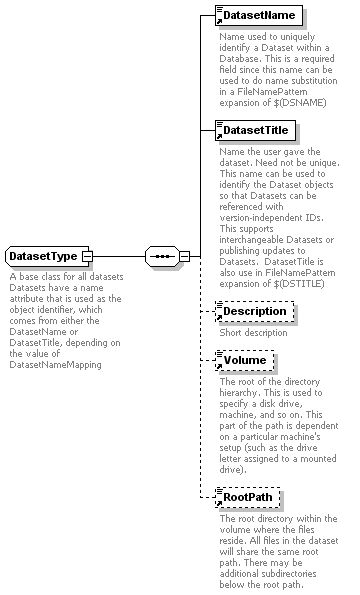 DatasetName
Name used to uniquely
identify a Dataset within a
Database. This is a required
field since this name can be
used to do name substitution
in a FileNamePattern
expansion of $(DSNAME)
DatasetTitle
Name the user gave the
dataset. Need not be unique.
This name can be used to
identify the Dataset objects
so that Datasets can be
referenced with
version-independent IDs.
This supports
interchangeable Datasets or
publishing updates to
Datasets.  DatasetTitle is
also use in FileNamePattern
expansion of $(DSTITLE)
DatasetType
A base class for all datasets
Datasets have a name
attribute that is used as the
object identifier, which
comes from either the
DatasetName or
DatasetTitle, depending on
the value of
DatasetNameMapping
Description
Short description
Volume
The root of the directory
hierarchy. This is used to
specify a disk drive,
machine, and so on. This
part of the path is dependent
on a particular machine's
setup (such as the drive
letter assigned to a mounted
drive).
RootPath
The root directory within the
volume where the files
reside. All files in the dataset
will share the same root
path. There may be
additional subdirectories
below the root path.